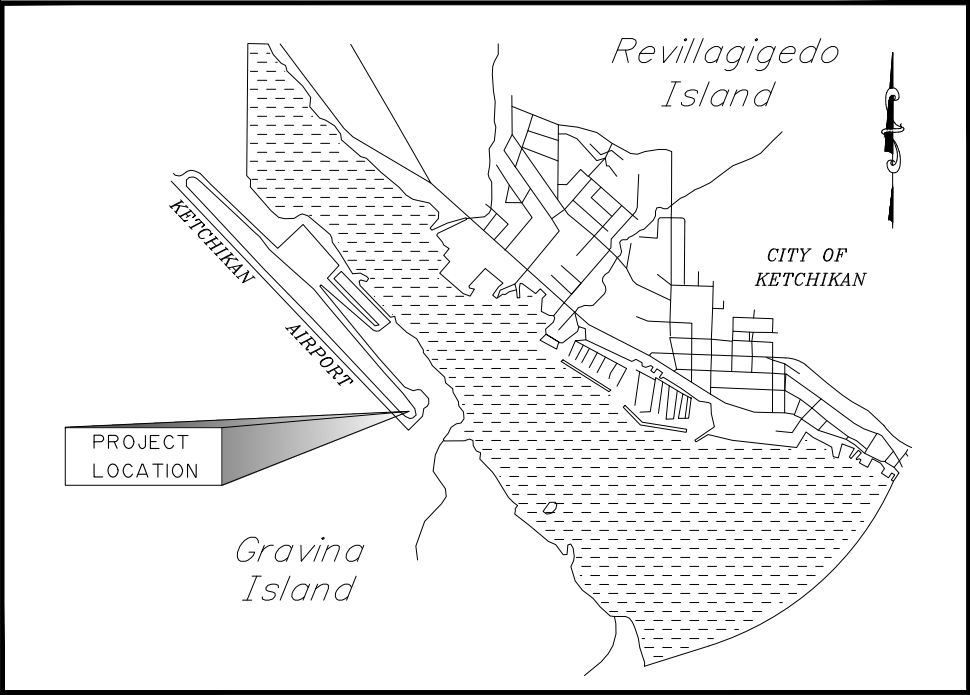 Revillagigedo
Island
CITY OF
KETCHIKAN
KETCHIKAN
AIRPORT
PROJECT
LOCATION
Gravina
Island